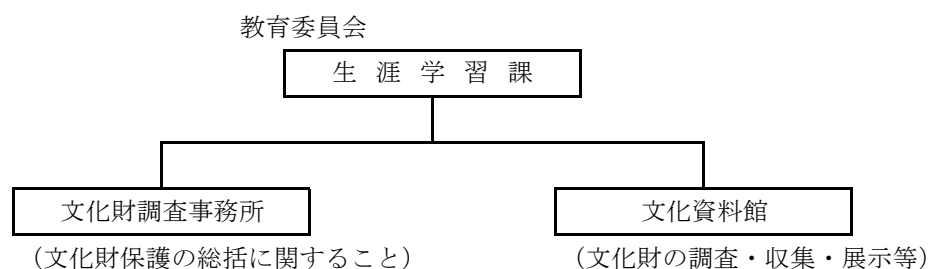 教育委員会
生涯学習課
文化財調査事務所
文化資料館
（文化財保護の総括に関すること）
（文化財の調査・収集・展示等）